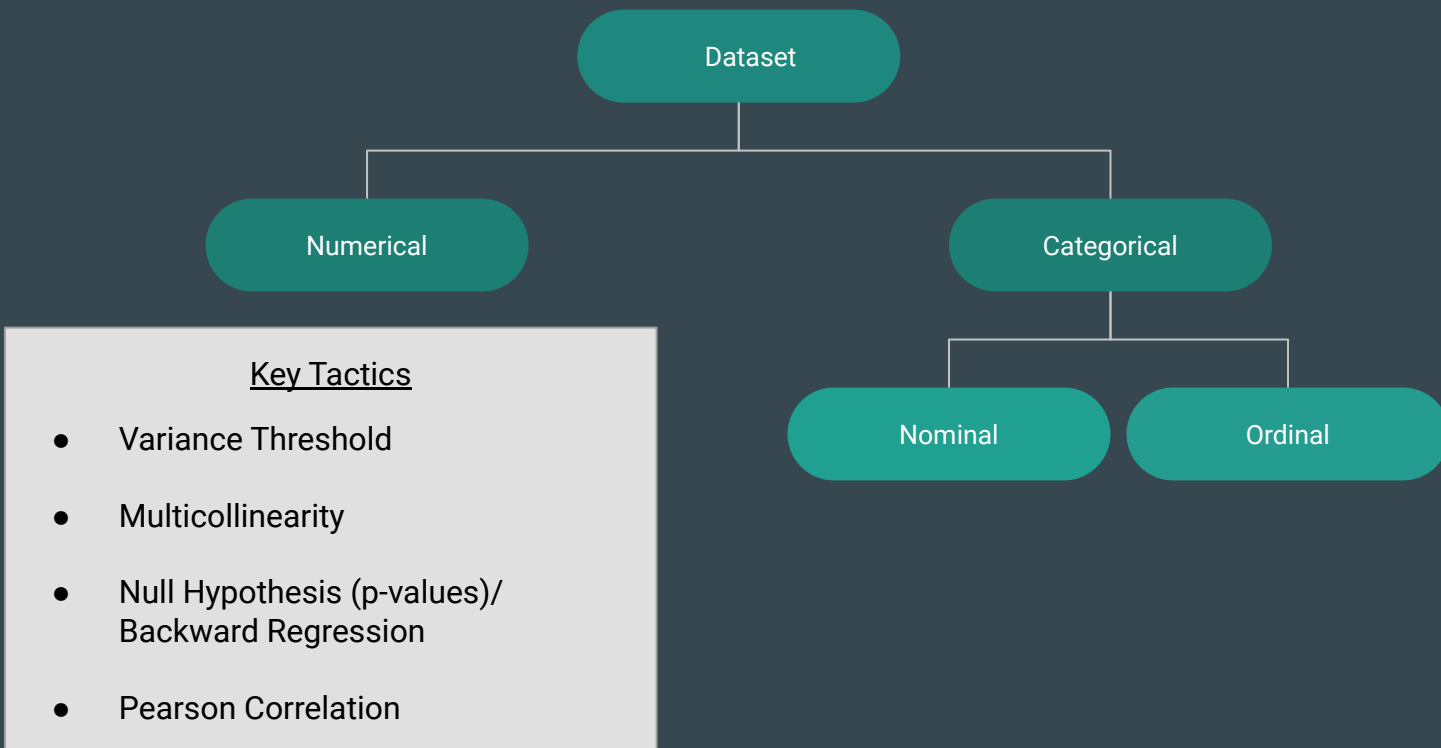 Dataset
Numerical
Categorical
Nominal
Ordinal
Key Tactics
● Variance Threshold
● Multicollinearity
● Null Hypothesis (p-values)/
Backward Regression
● Pearson Correlation